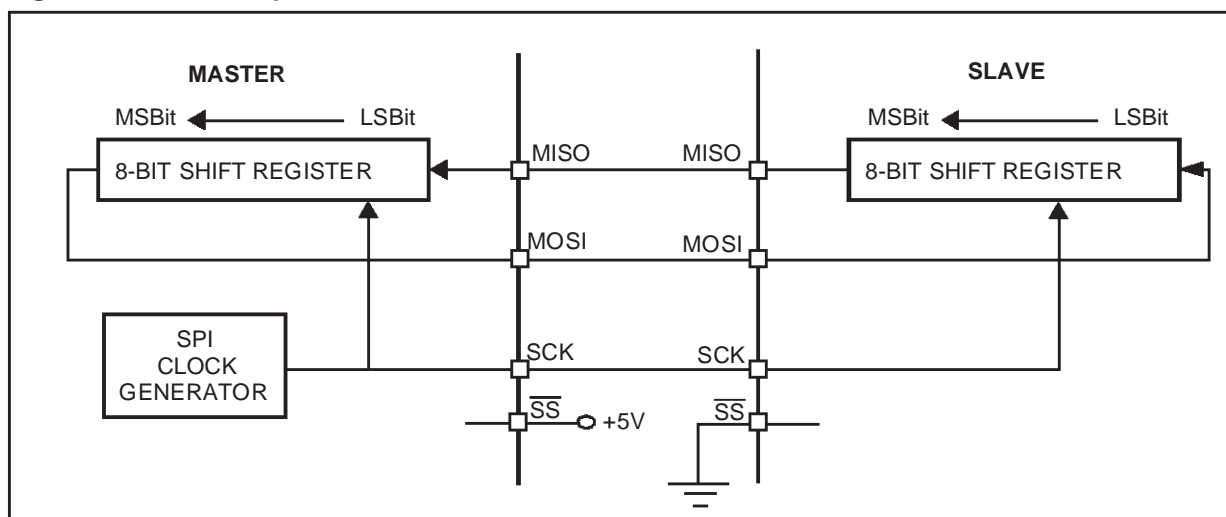 MASTER
SLAVE
MSBit LSBit
MSBit LSBit
8-BIT SHIFT REGISTER
MISO
MISO
8-BIT SHIFT REGISTER
MOSI
MOSI
SPI
CLOCK
GENERATOR
SCK
SCK
SS
+5V
SS